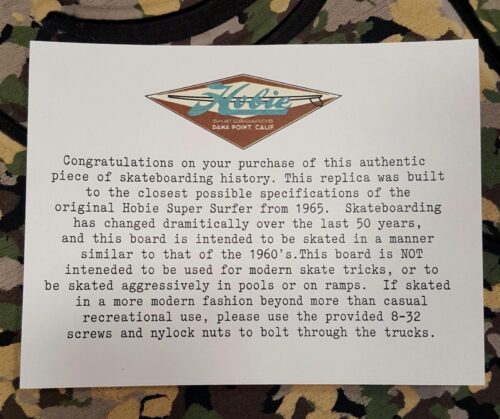 Hobie
SKATEBOARDS
DANA POINT, CALIF.
Congratulations on your purchase of this authentic
piece of skateboarding history. This replica was built
to the closest possible specifications of the
original Hobie Super Surfer from 1965. Skateboarding
has changed dramitically over the last 50 years,
and this board is intended to be skated in a manner
similar to that of the 1960's.This board is NOT
inteneded to be used for modern skate tricks, or to
be skated aggressively in pools or on ramps. If skated
in a more modern fashion beyond more than casual
recreational use, please use the provided 8-32
screws and nylock nuts to bolt through the trucks.